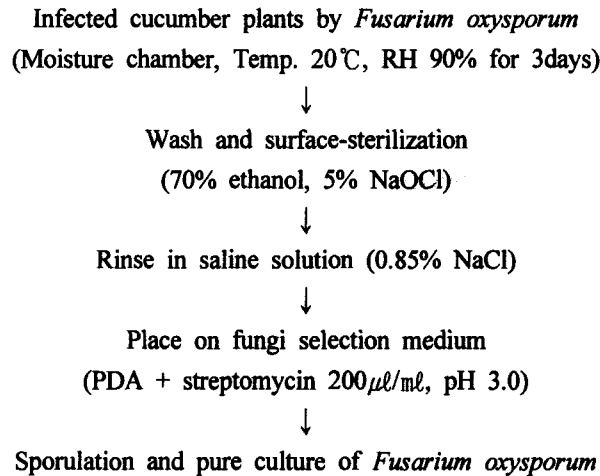 Infected cucumber plants by Fusarium oxysporum
(Moisture chamber, Temp. 20℃, RH 90% for 3days)
↓
Wash and surface-sterilization
(70% ethanol, 5% NaOCl)
↓
Rinse in saline solution (0.85% NaCl)
↓
Place on fungi selection medium
(PDA + streptomycin 200㎕/㎖, pH 3.0)
↓
Sporulation and pure culture of Fusarium oxysporum